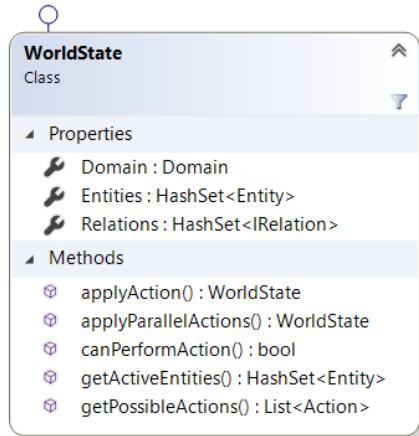 WorldState
Class
Properties
Domain : Domain
Entities : HashSet<Entity>
Relations : HashSet<IRelation>
Methods
applyAction() : WorldState
applyParallelActions() : WorldState
canPerformAction() : bool
getActiveEntities() : HashSet<Entity>
getPossibleActions() : List<Action>